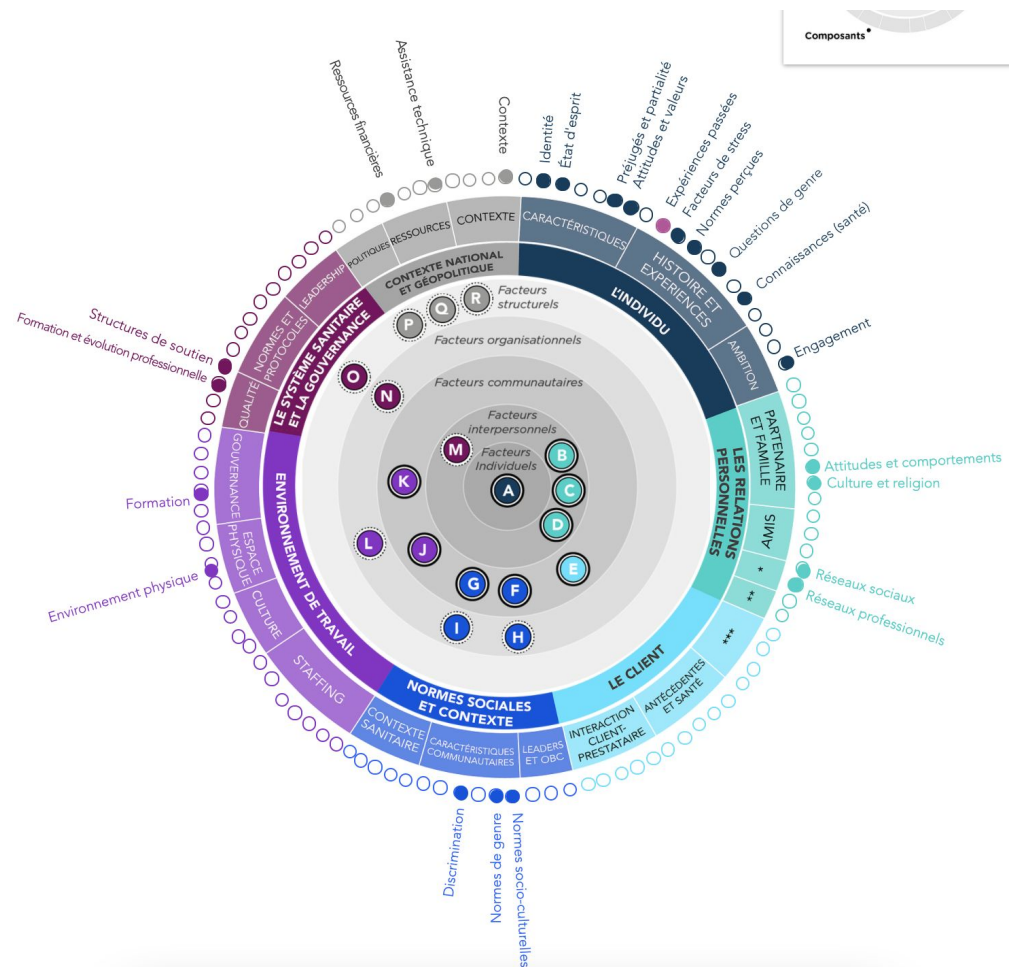 Composants
Ressources financières
Assistance technique
Contexte
Identité
État d'esprit
Préjugés et partialité
Attitudes et valeurs
Expériences passées
Facteurs de stress
Normes perçues
Questions de genre
Connaissances (santé)
Engagement
Attitudes et comportements
Culture et religion
Réseaux sociaux
Réseaux professionnels
Normes socio-culturelles
Normes de genre
Discrimination
Environnement physique
Formation
Formation et évolution professionnelle
Structures de soutien
POLITIQUES
RESSOURCES
CONTEXTE
CARACTÉRISTIQUES
HISTOIRE ET
EXPÉRIENCES
AMBITION
PARTENAIRE
ET FAMILLE
AMIS
*
**
***
ANTÉCÉDENTES
ET SANTÉ
INTERACTION
CLIENT-
PRESTATAIRE
LEADERS
ET OBC
CARACTÉRISTIQUES
COMMUNAUTAIRES
CONTEXTE
SANITAIRE
STAFFING
CULTURE
ESPACE
PHYSIQUE
GOUVERNANCE
QUALITÉ
NORMES ET
PROTOCOLES
LEADERSHIP
CONTEXTE NATIONAL
ET GÉOPOLITIQUE
L'INDIVIDU
LES RELATIONS
PERSONNELLES
LE CLIENT
NORMES SOCIALES
ET CONTEXTE
ENVIRONNEMENT DE TRAVAIL
LE SYSTÈME SANITAIRE
ET LA GOUVERNANCE
Facteurs
structurels
Facteurs organisationnels
Facteurs communautaires
Facteurs
interpersonnels
Facteurs
Individuels
R
Q
P
O
N
M
B
A
C
K
D
L
J
E
G
F
I
H